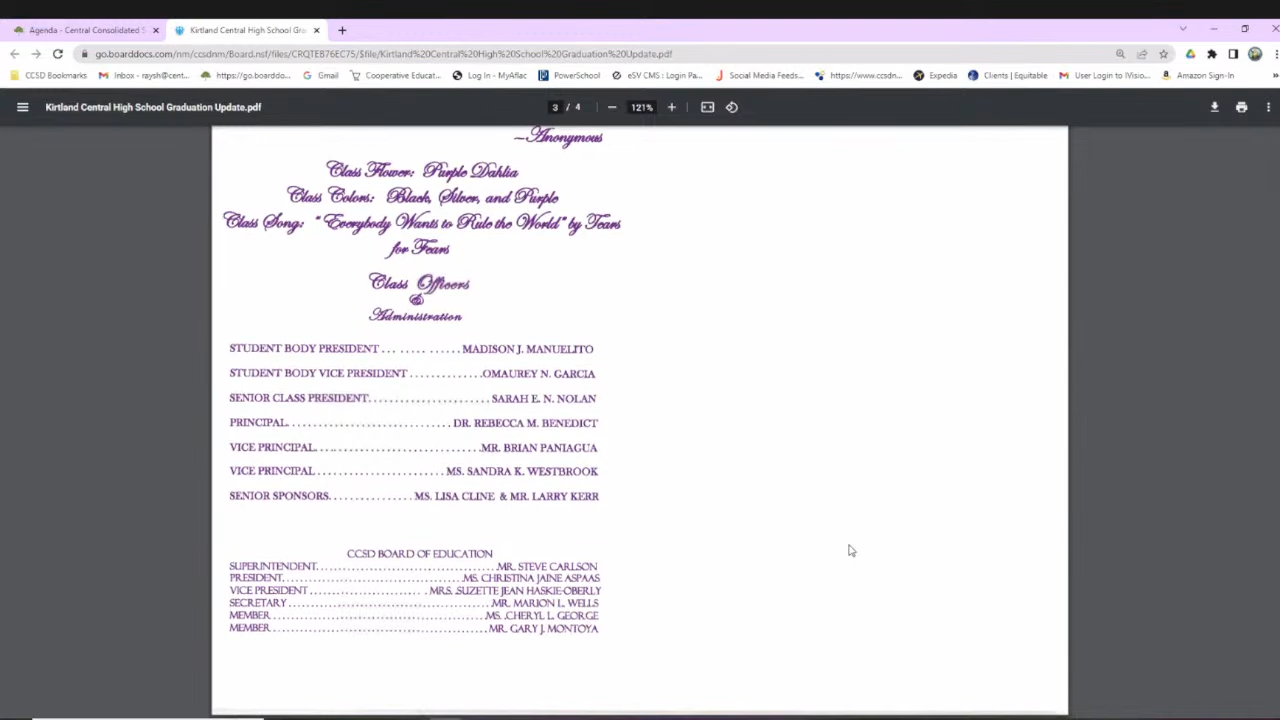 Agenda - Central Consolidated S
Kirtland Central High School Gra
go.boarddocs.com/nm/ccsdnm/Board.nsf/files/CRQTEB76EC75/$file/Kirtland%20Central%20High%20School%20Graduation%20Update.pdf
CCSD Bookmarks Inbox - raysh@cent... https://go.boarddo... Gmail Cooperative Educat... Log In - MyAflac PowerSchool eSV CMS : Login Pa... Social Media Feeds... https://www.ccsdn... Expedia Clients | Equitable User Login to iVisio... Amazon Sign-In
Kirtland Central High School Graduation Update.pdf 3 / 4 121%
~Anonymous
Class Flower: Purple Dahlia
Class Colors: Black, Silver, and Purple
Class Song: "Everybody Wants to Rule the World" by Tears
for Fears
Class Officers
&
Administration
STUDENT BODY PRESIDENT ... ..... ......MADISON J. MANUELITO
STUDENT BODY VICE PRESIDENT .............OMAUREY N. GARCIA
SENIOR CLASS PRESIDENT......................SARAH E. N. NOLAN
PRINCIPAL..............................DR. REBECCA M. BENEDICT
VICE PRINCIPAL..............................MR. BRIAN PANIAGUA
VICE PRINCIPAL.......................MS. SANDRA K. WESTBROOK
SENIOR SPONSORS...............MS. LISA CLINE & MR. LARRY KERR
CCSD BOARD OF EDUCATION
SUPERINTENDENT....................................MR. STEVE CARLSON
PRESIDENT....................................MS. CHRISTINA JAINE ASPAAS
VICE PRESIDENT........................MRS. SUZETTE JEAN HASKIE-OBERLY
SECRETARY.........................................MR. MARION L. WELLS
MEMBER...........................................MS. CHERYL L. GEORGE
MEMBER...........................................MR. GARY J. MONTOYA